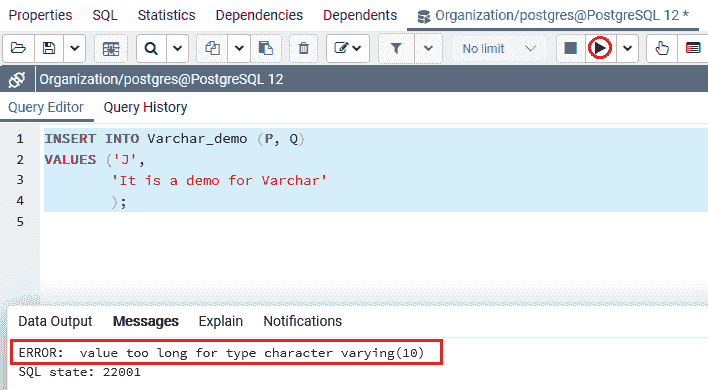 Properties SQL Statistics Dependencies Dependents Organization/postgres@PostgreSQL 12 *
No limit
Organization/postgres@PostgreSQL 12
Query Editor Query History
1 INSERT INTO Varchar_demo (P, Q)
2 VALUES ('J',
3 'It is a demo for Varchar'
4 );
5
Data Output Messages Explain Notifications
ERROR:  value too long for type character varying(10)
SQL state: 22001